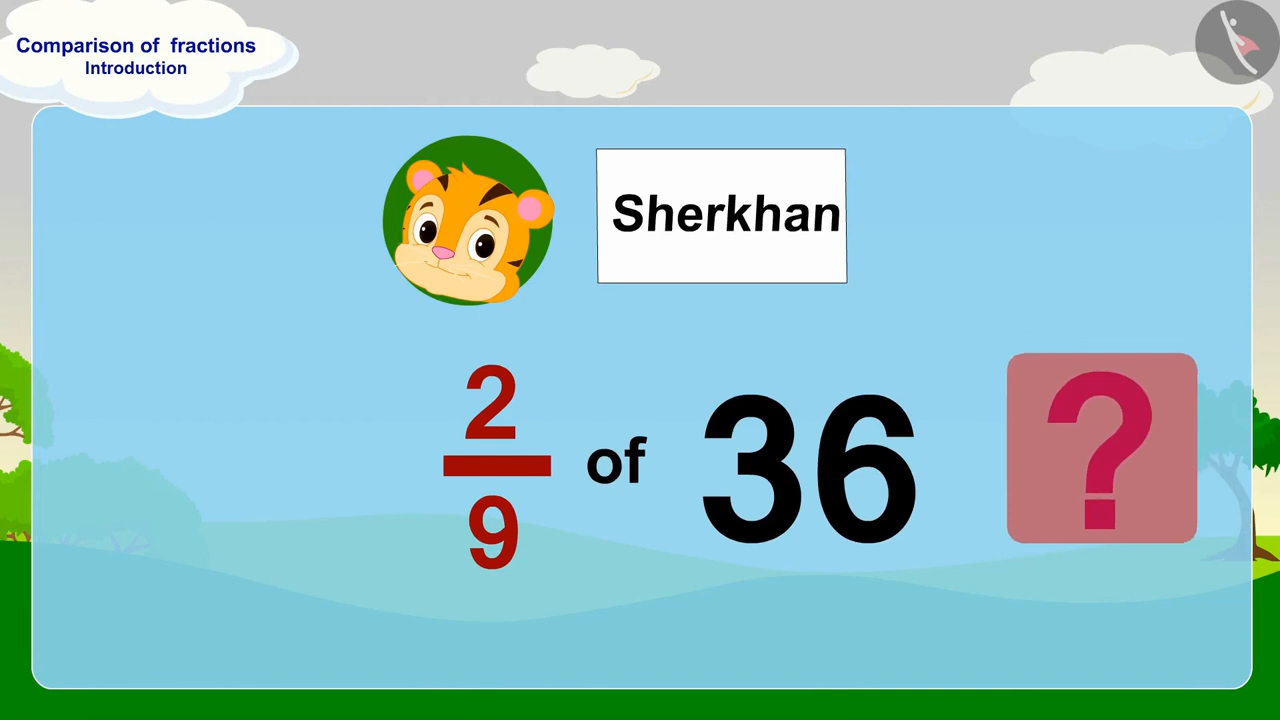 Comparison of fractions
Introduction
Sherkhan
2
9
of
36
?